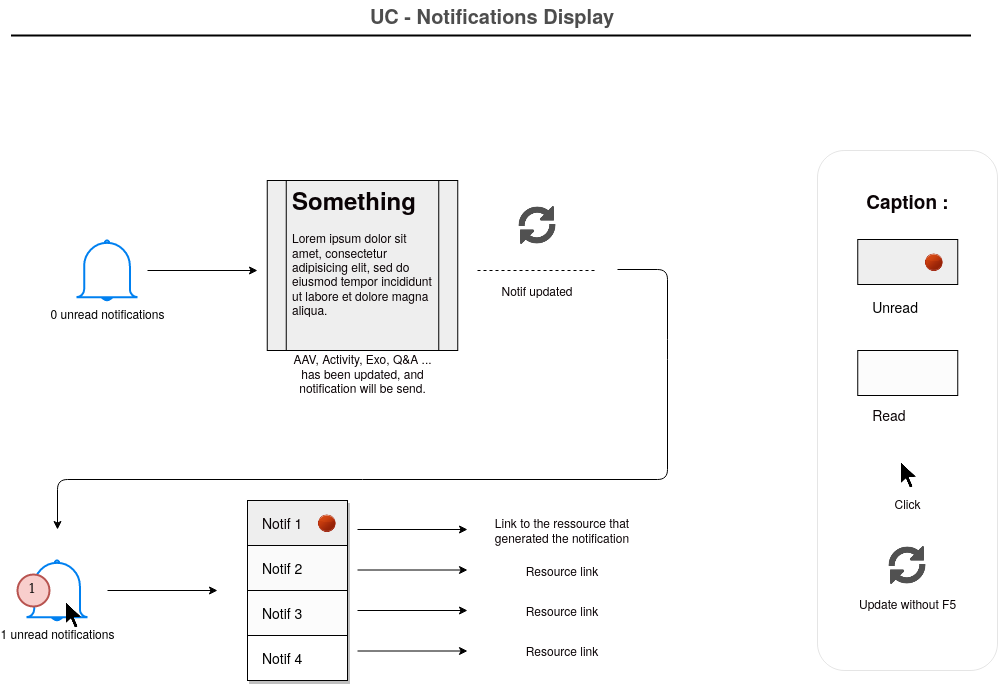 UC - Notifications Display
Something
Lorem ipsum dolor sit
amet, consectetur
adipisicing elit, sed do
eiusmod tempor incididunt
ut labore et dolore magna
aliqua.
0 unread notifications
Notif updated
AAV, Activity, Exo, Q&A ...
has been updated, and
notification will be send.
Caption :
Unread
Read
Click
Update without F5
1
1 unread notifications
Notif 1
Notif 2
Notif 3
Notif 4
Link to the ressource that
generated the notification
Resource link
Resource link
Resource link